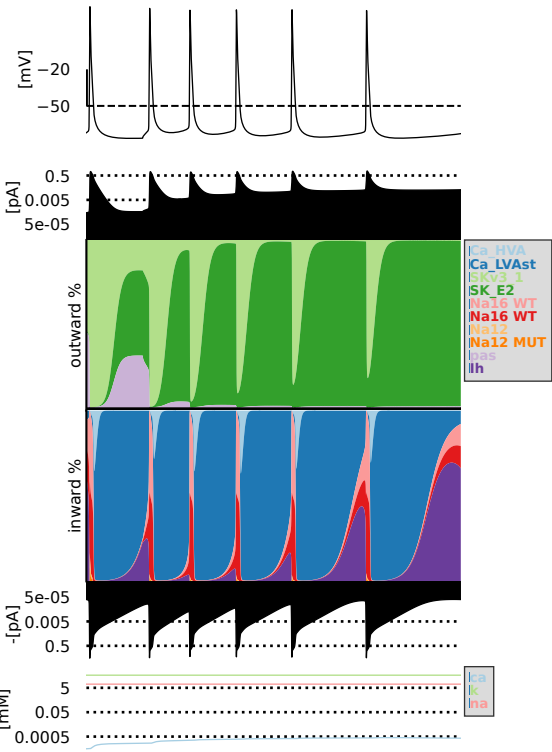 [mV]
−20
−50
[pA]
0.5
0.005
5e-05
outward %
Ca_HVA
Ca_LVAst
SKv3_1
SK_E2
Na16 WT
Na16 WT
Na12
Na12 MUT
pas
Ih
inward %
-[pA]
5e-05
0.005
0.5
[mM]
5
0.05
0.0005
ca
k
na